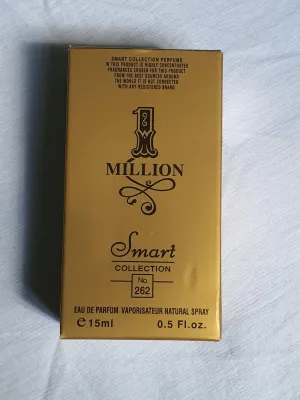 SMART COLLECTION PERFUME
IN THIS PRODUCT IS HIGHLY CONCENTRATED
FRAGRANCES CHOSEN FOR THIS PRODUCT
FROM THE BEST SOURCES AROUND
THE WORLD IT IS NOT CONNECTED
WITH ANY REGISTERED BRAND
1
MILLION
Smart
COLLECTION
No.
262
EAU DE PARFUM VAPORISATEUR NATURAL SPRAY
℮15ml 0.5 Fl.oz.